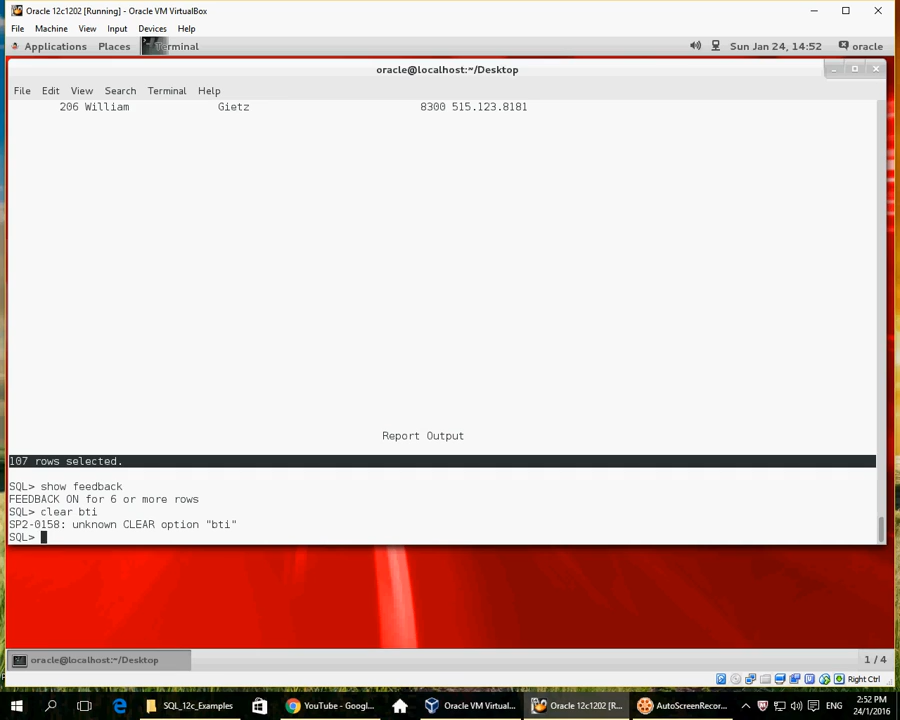 Oracle 12c1202 [Running] - Oracle VM VirtualBox
File Machine View Input Devices Help
Applications Places Terminal Sun Jan 24, 14:52 oracle
oracle@localhost:~/Desktop
File Edit View Search Terminal Help
206 William Gietz 8300 515.123.8181
Report Output
107 rows selected.
SQL> show feedback
FEEDBACK ON for 6 or more rows
SQL> clear bti
SP2-0158: unknown CLEAR option "bti"
SQL>
oracle@localhost:~/Desktop 1 / 4
Right Ctrl
SQL_12c_Examples YouTube - Googl... Oracle VM Virtual... Oracle 12c1202 [R... AutoScreenRecor... ENG 2:52 PM
24/1/2016